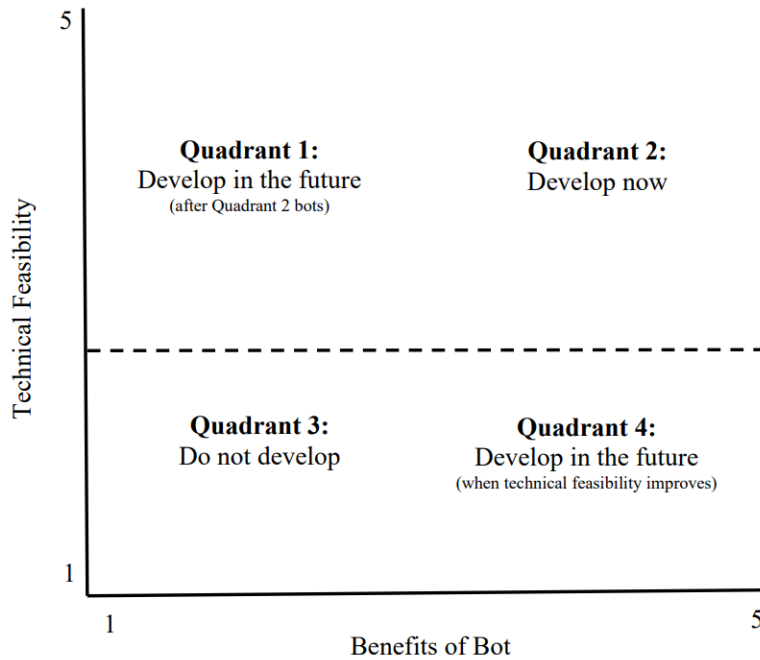 5
Technical Feasibility
Quadrant 1:
Develop in the future
(after Quadrant 2 bots)
Quadrant 2:
Develop now
Quadrant 3:
Do not develop
Quadrant 4:
Develop in the future
(when technical feasibility improves)
1
1
5
Benefits of Bot